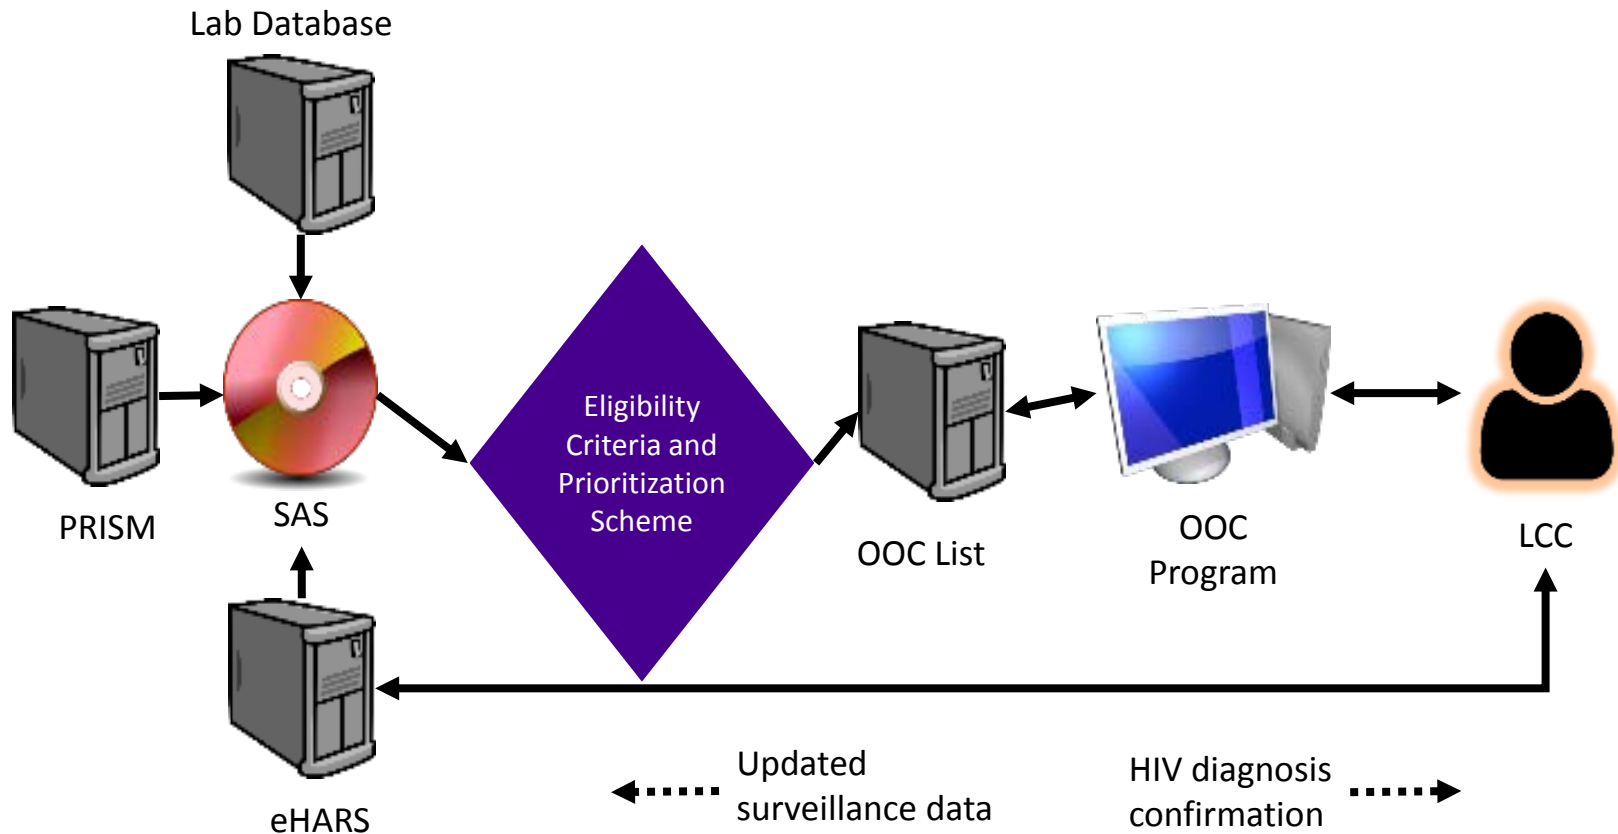 Lab Database
PRISM
SAS
Eligibility
Criteria and
Prioritization
Scheme
OOC List
OOC
Program
LCC
eHARS
Updated
surveillance data
HIV diagnosis
confirmation